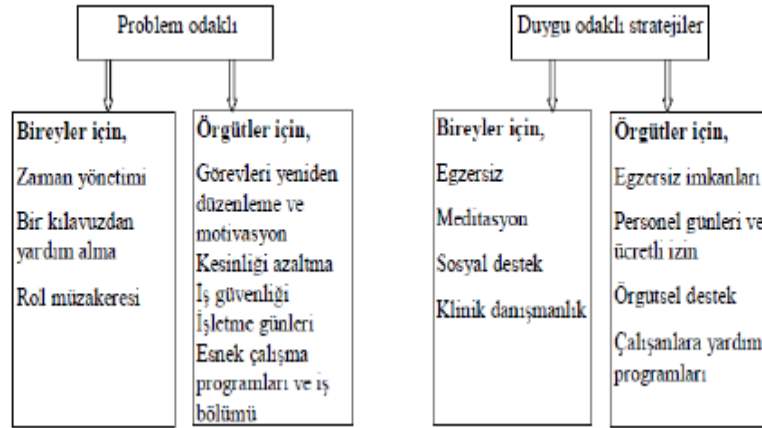 Problem odaklı
Bireyler için,
Zaman yönetimi
Bir kılavuzdan
yardım alma
Rol müzakeresi
Örgütler için,
Görevleri yeniden
düzenleme ve
motivasyon
Kesinliği azaltma
İş güvenliği
İşletme günleri
Esnek çalışma
programları ve iş
bölümü
Duygu odaklı stratejiler
Bireyler için,
Egzersiz
Meditasyon
Sosyal destek
Klinik danışmanlık
Örgütler için,
Egzersiz imkanları
Personel günleri ve
ücretli izin
Örgütsel destek
Çalışanlara yardım
programları